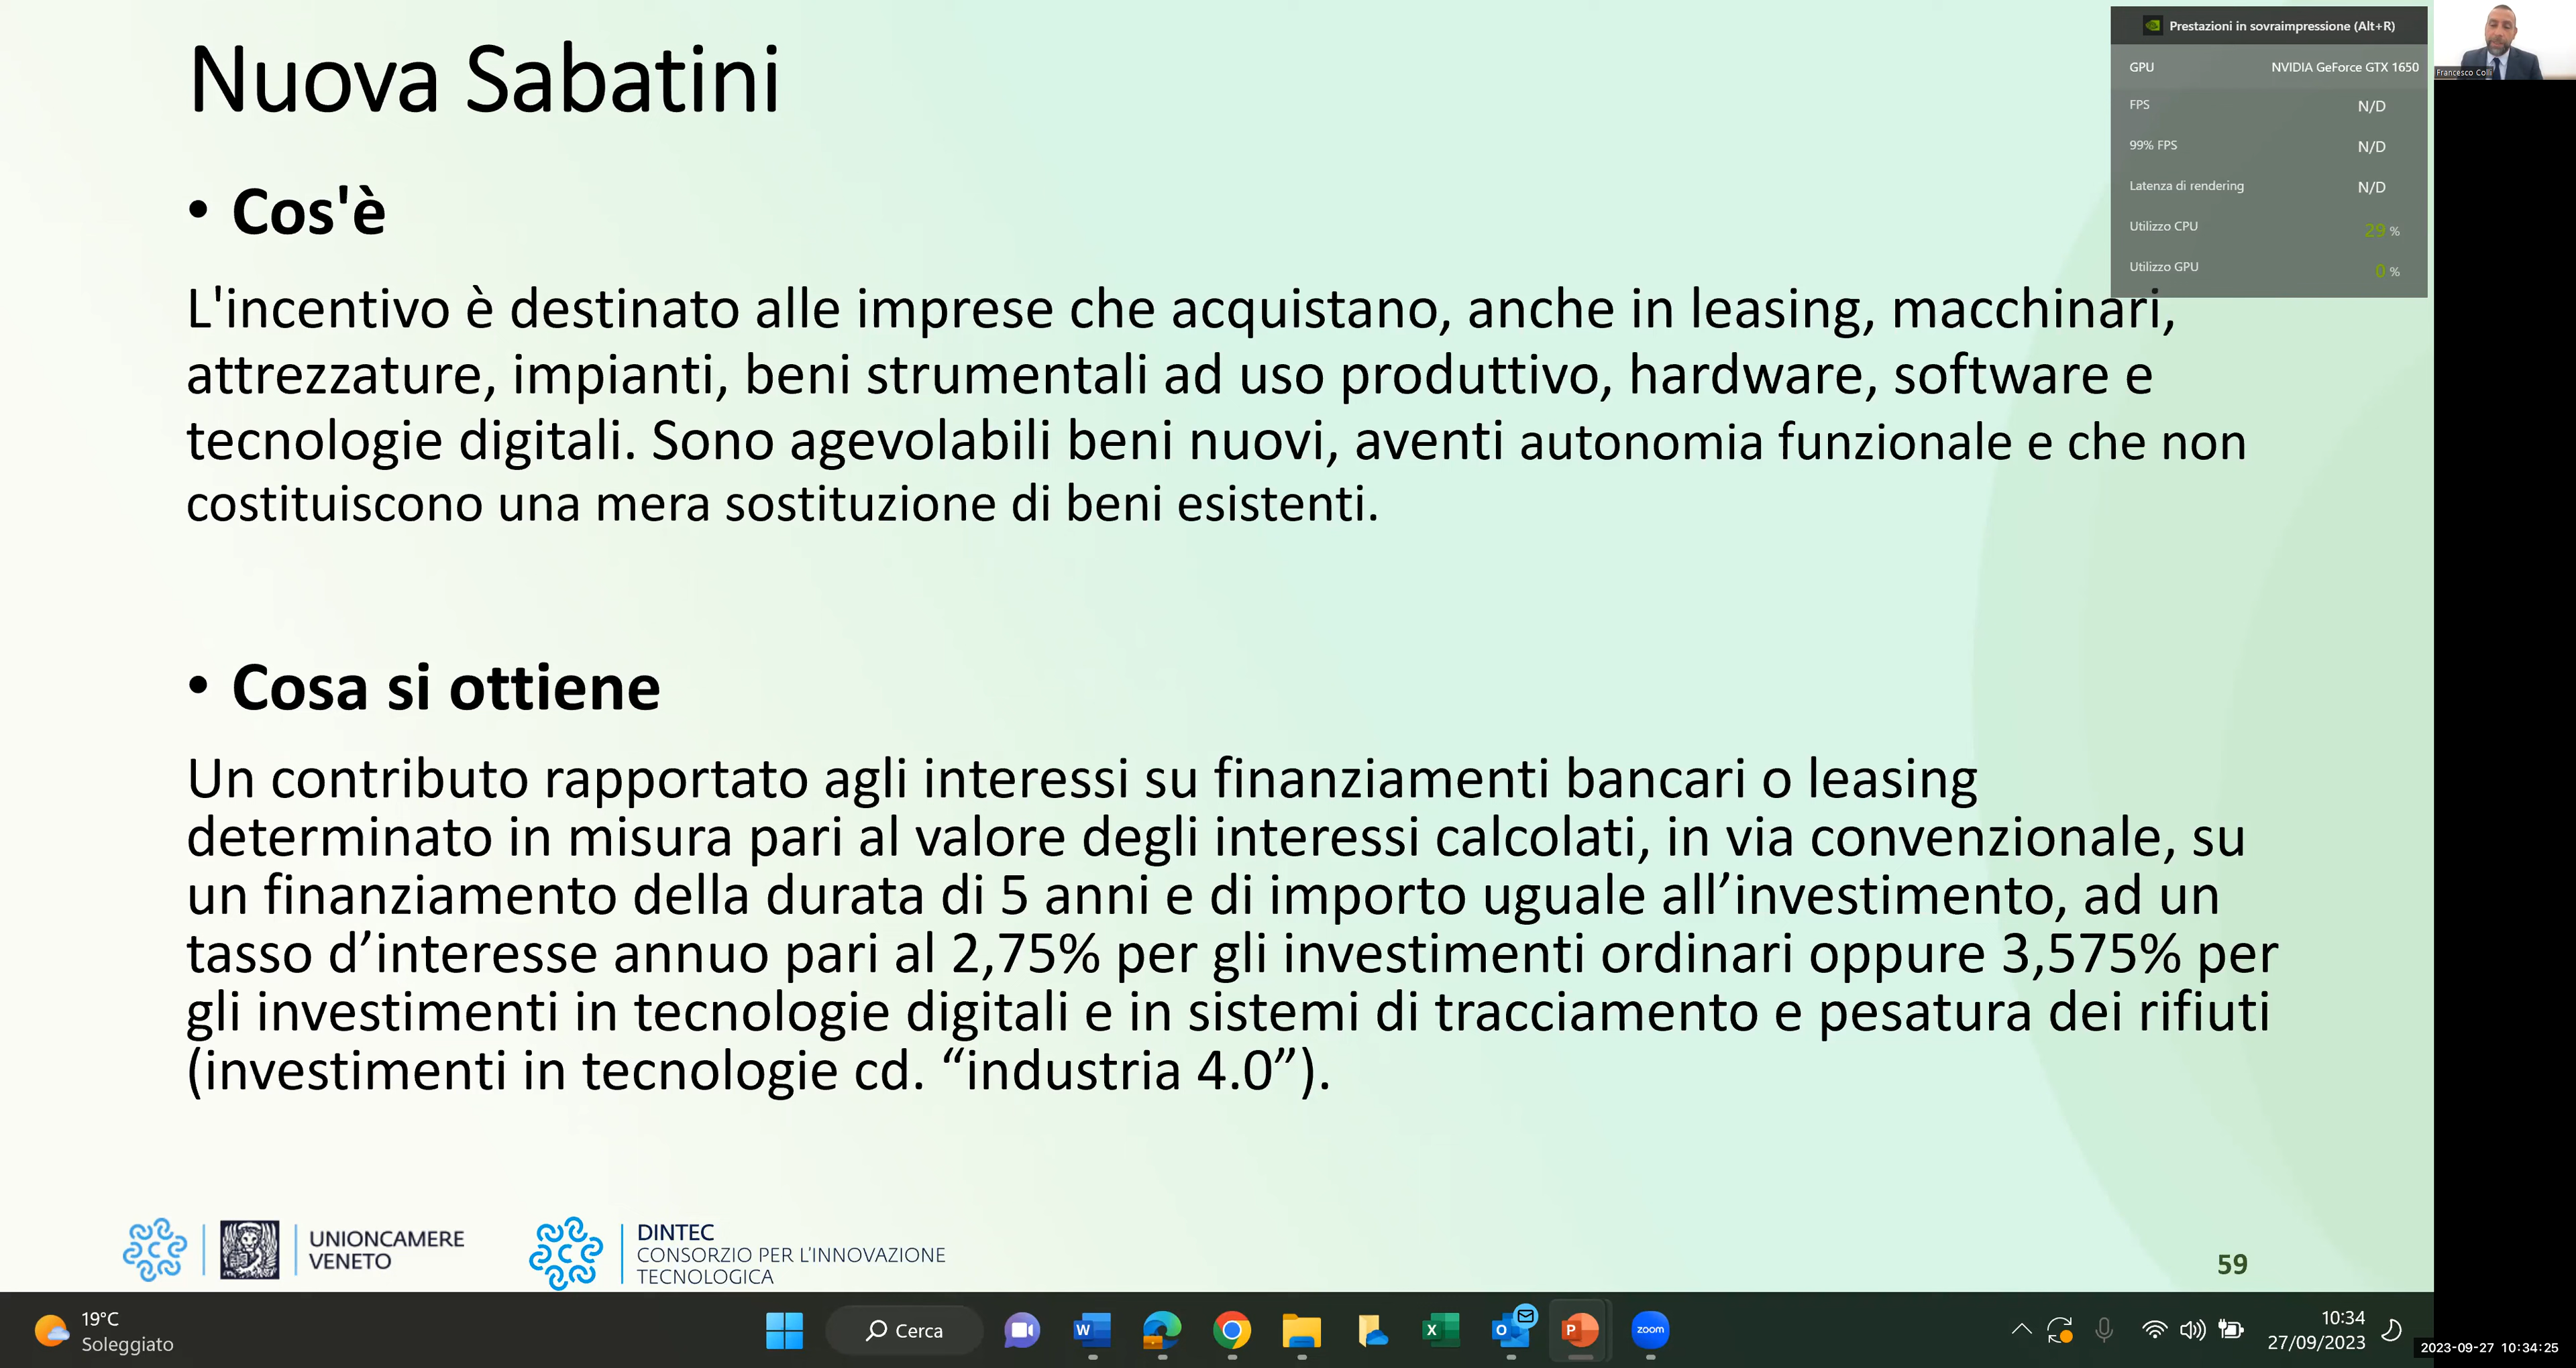 Nuova Sabatini
• Cos'è
L'incentivo è destinato alle imprese che acquistano, anche in leasing, macchinari,
attrezzature, impianti, beni strumentali ad uso produttivo, hardware, software e
tecnologie digitali. Sono agevolabili beni nuovi, aventi autonomia funzionale e che non
costituiscono una mera sostituzione di beni esistenti.
• Cosa si ottiene
Un contributo rapportato agli interessi su finanziamenti bancari o leasing
determinato in misura pari al valore degli interessi calcolati, in via convenzionale, su
un finanziamento della durata di 5 anni e di importo uguale all’investimento, ad un
tasso d’interesse annuo pari al 2,75% per gli investimenti ordinari oppure 3,575% per
gli investimenti in tecnologie digitali e in sistemi di tracciamento e pesatura dei rifiuti
(investimenti in tecnologie cd. “industria 4.0”).
UNIONCAMERE
VENETO
DINTEC
CONSORZIO PER L'INNOVAZIONE
TECNOLOGICA
59
Prestazioni in sovraimpressione (Alt+R)
GPU NVIDIA GeForce GTX 1650
FPS N/D
99% FPS N/D
Latenza di rendering N/D
Utilizzo CPU 29 %
Utilizzo GPU 0 %
Francesco Colli
19°C
Soleggiato
Cerca
zoom
10:34
27/09/2023
2023-09-27 10:34:25